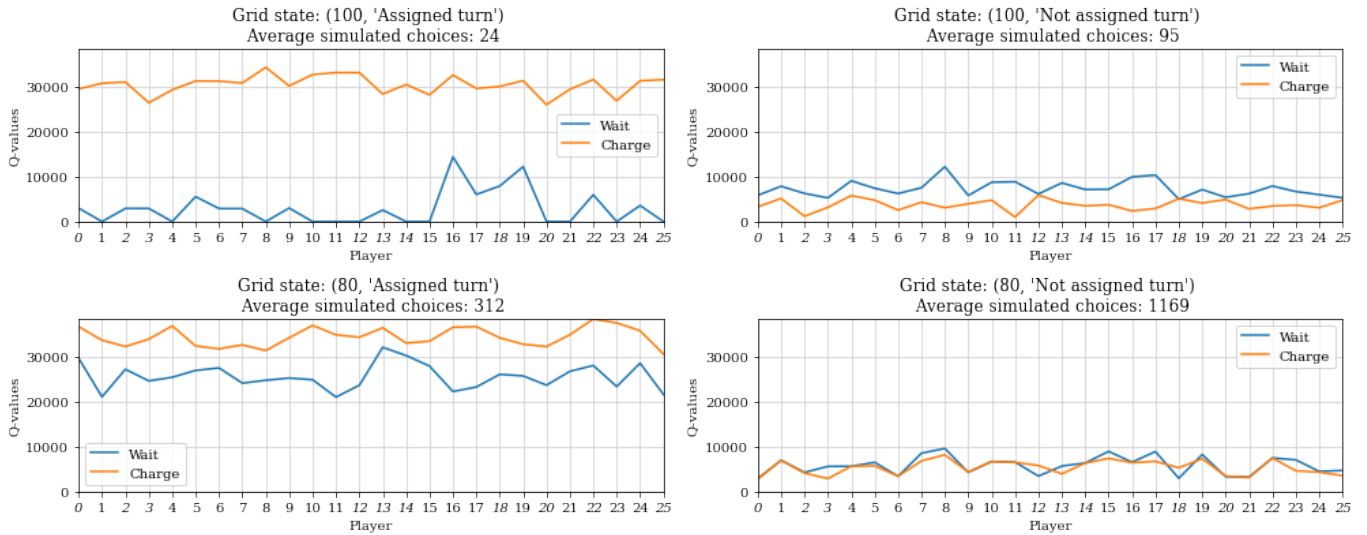 Grid state: (100, 'Assigned turn')
Average simulated choices: 24
Q-values
30000
20000
10000
0
Wait
Charge
0 1 2 3 4 5 6 7 8 9 10 11 12 13 14 15 16 17 18 19 20 21 22 23 24 25
Player
Grid state: (100, 'Not assigned turn')
Average simulated choices: 95
Q-values
30000
20000
10000
0
Wait
Charge
0 1 2 3 4 5 6 7 8 9 10 11 12 13 14 15 16 17 18 19 20 21 22 23 24 25
Player
Grid state: (80, 'Assigned turn')
Average simulated choices: 312
Q-values
30000
20000
10000
0
Wait
Charge
0 1 2 3 4 5 6 7 8 9 10 11 12 13 14 15 16 17 18 19 20 21 22 23 24 25
Player
Grid state: (80, 'Not assigned turn')
Average simulated choices: 1169
Q-values
30000
20000
10000
0
Wait
Charge
0 1 2 3 4 5 6 7 8 9 10 11 12 13 14 15 16 17 18 19 20 21 22 23 24 25
Player